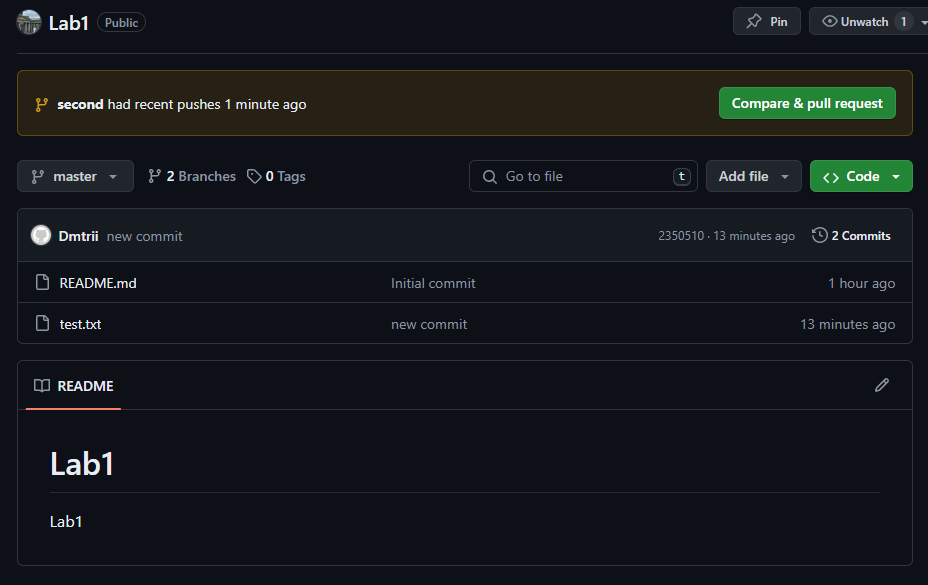 Lab1 Public Pin Unwatch 1
second had recent pushes 1 minute ago Compare & pull request
master 2 Branches 0 Tags Go to file t Add file Code
Dmtrii new commit 2350510 · 13 minutes ago 2 Commits
README.md Initial commit 1 hour ago
test.txt new commit 13 minutes ago
README
Lab1
Lab1